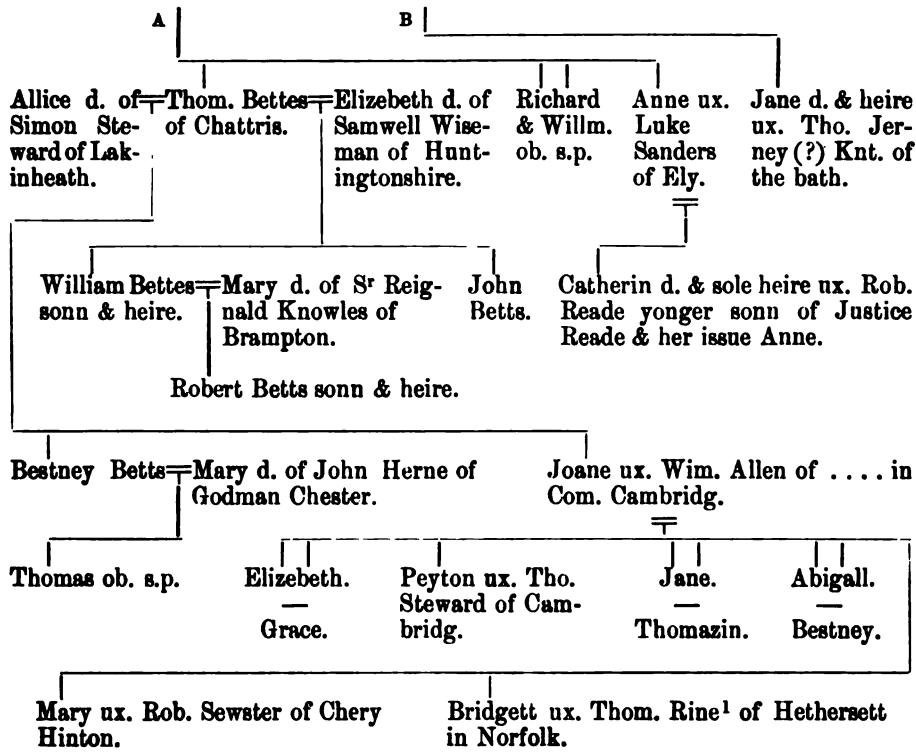 A
B
Allice d. of
Simon Ste-
ward of Lak-
inheath.
Thom. Bettes
of Chattris.
Elizebeth d. of
Samwell Wise-
man of Hunt-
ingtonshire.
Richard
& Willm.
ob. s.p.
Anne ux.
Luke
Sanders
of Ely.
Jane d. & heire
ux. Tho. Jer-
ney (?) Knt. of
the bath.
William Bettes
sonn & heire.
Mary d. of Sr Reig-
nald Knowles of
Brampton.
John
Betts.
Catherin d. & sole heire ux. Rob.
Reade yonger sonn of Justice
Reade & her issue Anne.
Robert Betts sonn & heire.
Bestney Betts
Mary d. of John Herne of
Godman Chester.
Joane ux. Wim. Allen of .... in
Com. Cambridg.
Thomas ob. s.p.
Elizebeth.
—
Grace.
Peyton ux. Tho.
Steward of Cam-
bridg.
Jane.
—
Thomazin.
Abigall.
—
Bestney.
Mary ux. Rob. Sewster of Chery
Hinton.
Bridgett ux. Thom. Rine1 of Hethersett
in Norfolk.